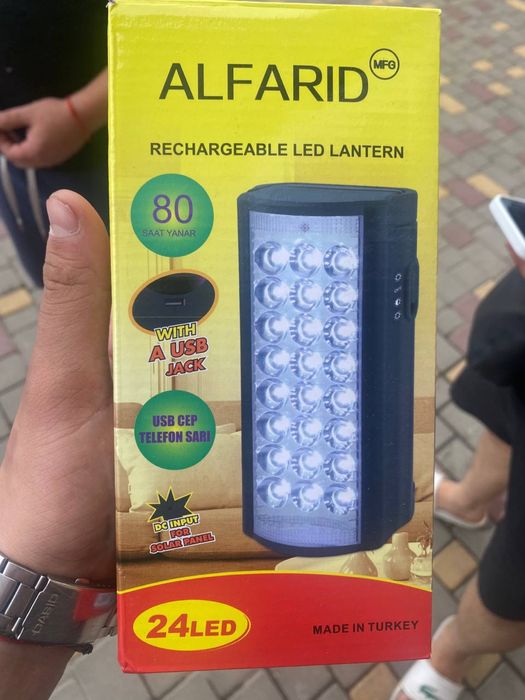 ALFARID
MFG
RECHARGEABLE LED LANTERN
80
SAAT YANAR
WITH
A USB
JACK
USB CEP
TELEFON SARI
DC INPUT
FOR
SOLAR PANEL
24LED
MADE IN TURKEY
CASIO